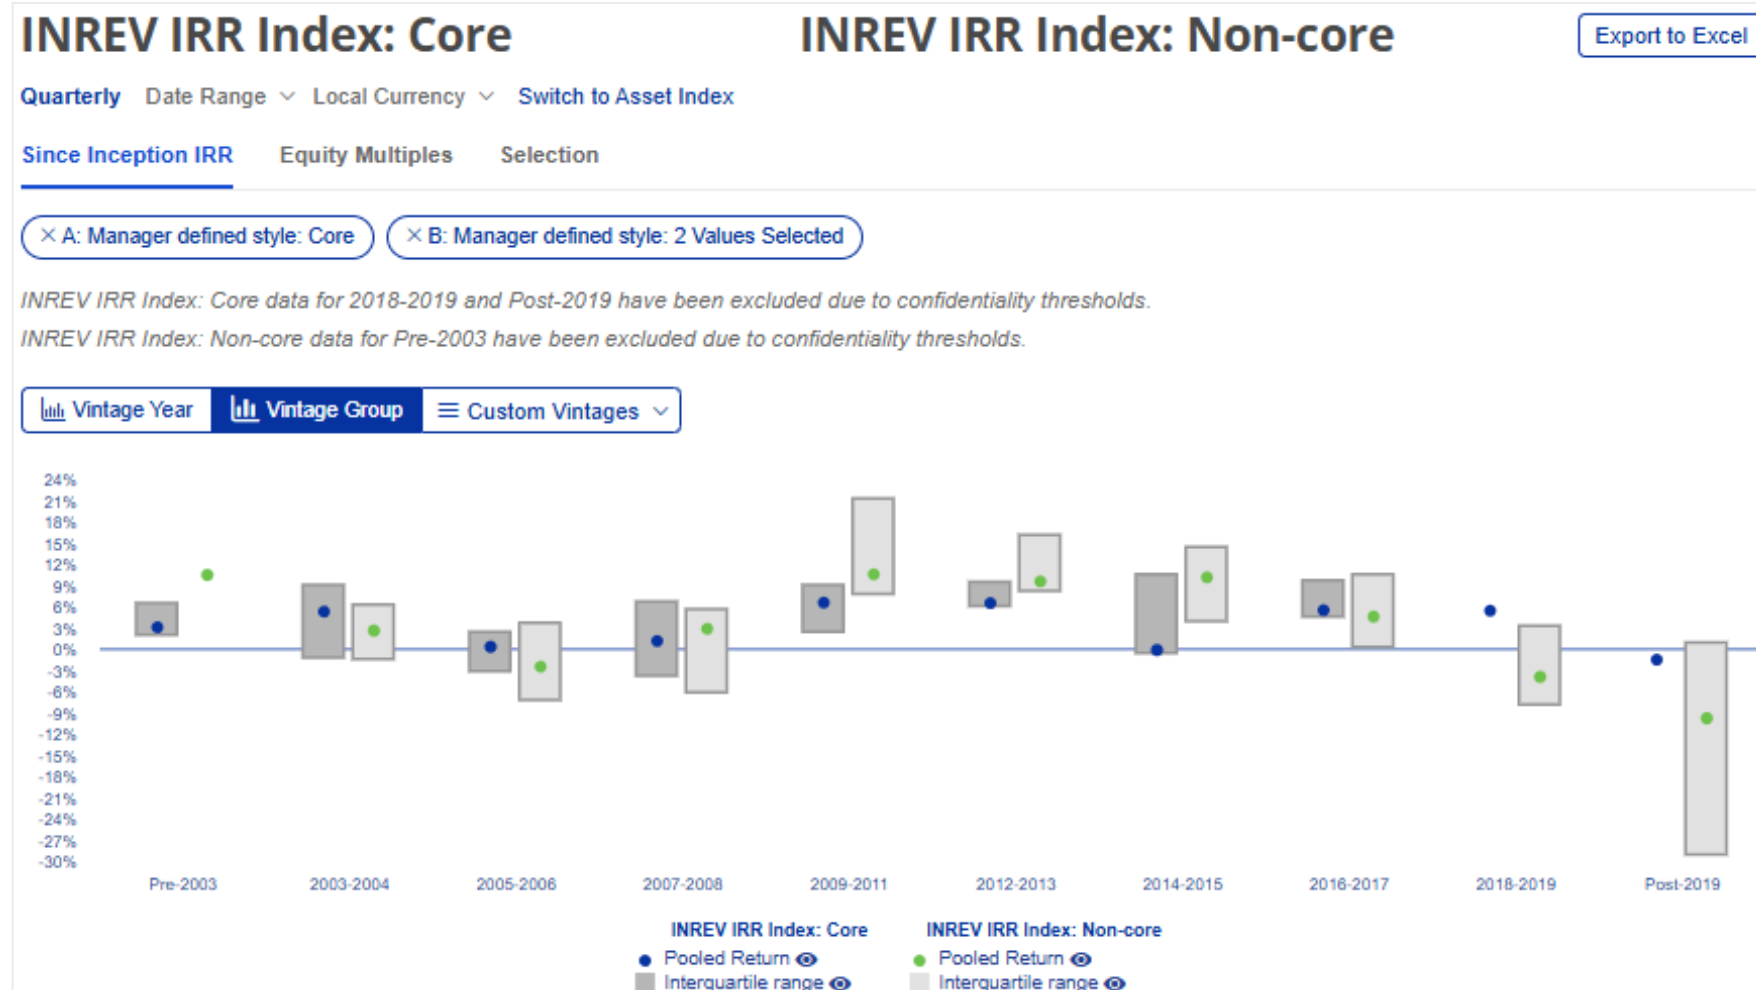 INREV IRR Index: Core
INREV IRR Index: Non-core
Export to Excel
Quarterly Date Range Local Currency Switch to Asset Index
Since Inception IRR Equity Multiples Selection
A: Manager defined style: Core
B: Manager defined style: 2 Values Selected
INREV IRR Index: Core data for 2018-2019 and Post-2019 have been excluded due to confidentiality thresholds.
INREV IRR Index: Non-core data for Pre-2003 have been excluded due to confidentiality thresholds.
Vintage Year Vintage Group Custom Vintages
24%
21%
18%
15%
12%
9%
6%
3%
0%
-3%
-6%
-9%
-12%
-15%
-18%
-21%
-24%
-27%
-30%
Pre-2003 2003-2004 2005-2006 2007-2008 2009-2011 2012-2013 2014-2015 2016-2017 2018-2019 Post-2019
INREV IRR Index: Core INREV IRR Index: Non-core
Pooled Return Pooled Return
Interquartile range Interquartile range